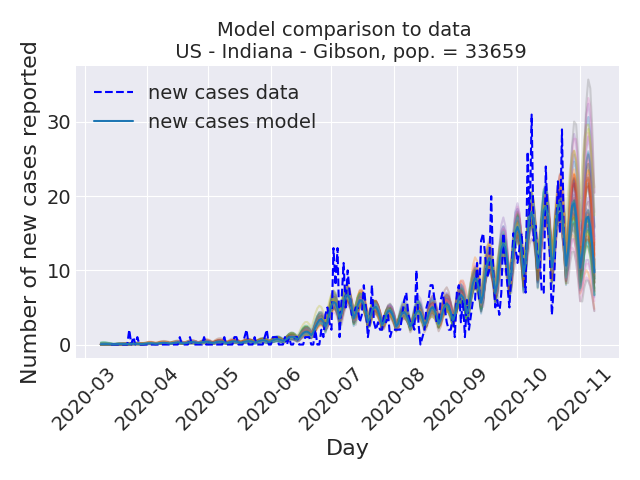 Model comparison to data
US - Indiana - Gibson, pop. = 33659
Number of new cases reported
new cases data
new cases model
30
20
10
0
2020-03
2020-04
2020-05
2020-06
2020-07
2020-08
2020-09
2020-10
2020-11
Day